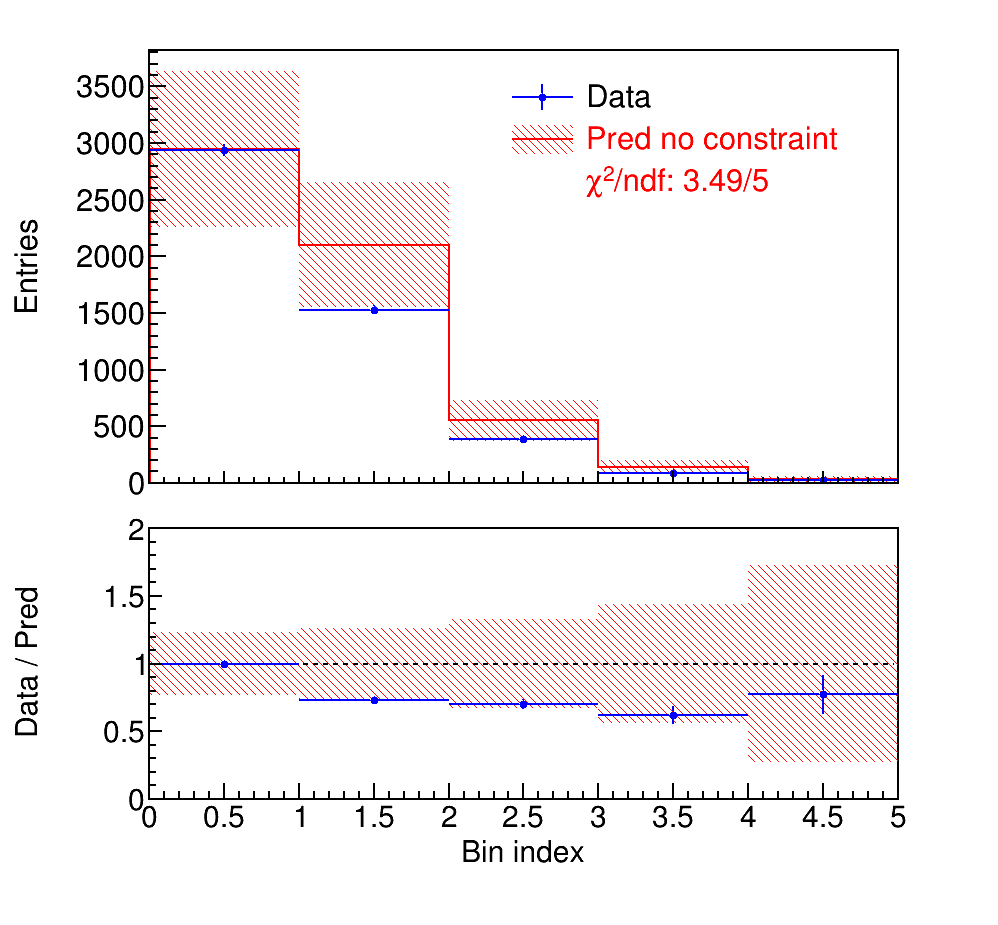 3500
3000
2500
2000
1500
1000
500
0
Entries
Data
Pred no constraint
χ²/ndf: 3.49/5
2
1.5
1
0.5
0
Data / Pred
0 0.5 1 1.5 2 2.5 3 3.5 4 4.5 5
Bin index